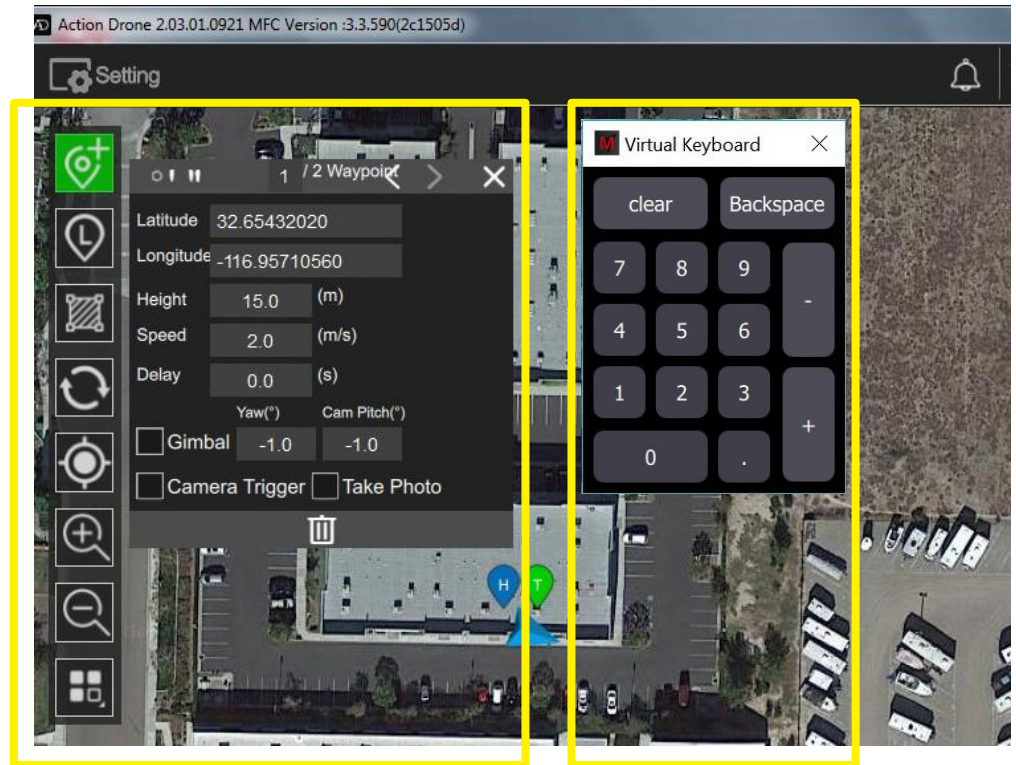 Action Drone 2.03.01.0921 MFC Version :3.3.590(2c1505d)
Setting
1 / 2 Waypoint
Latitude 32.65432020
Longitude -116.95710560
Height 15.0 (m)
Speed 2.0 (m/s)
Delay 0.0 (s)
Yaw(°) Cam Pitch(°)
Gimbal -1.0 -1.0
Camera Trigger Take Photo
L
H T
M Virtual Keyboard
clear Backspace
7 8 9 -
4 5 6
1 2 3 +
0 .